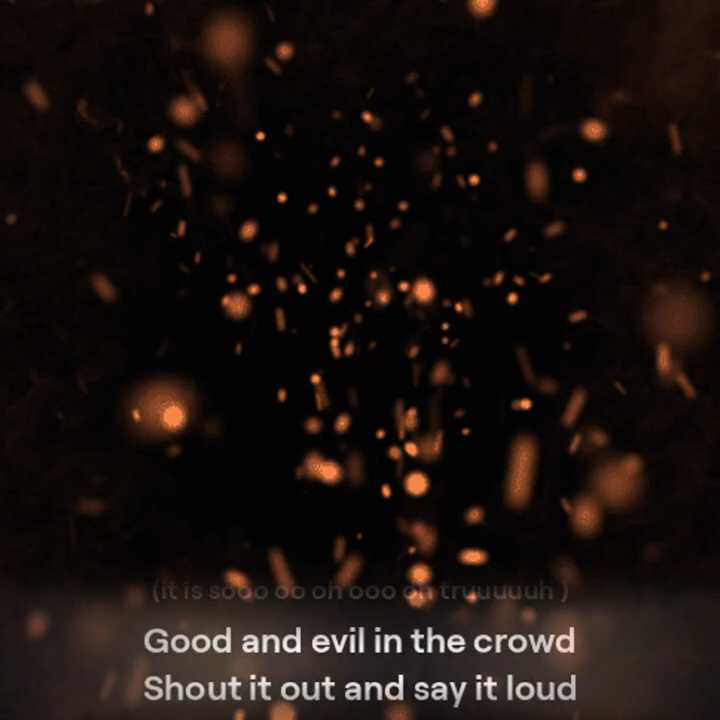 (it is sooo oo oh ooo oh truuuuuh )
Good and evil in the crowd
Shout it out and say it loud